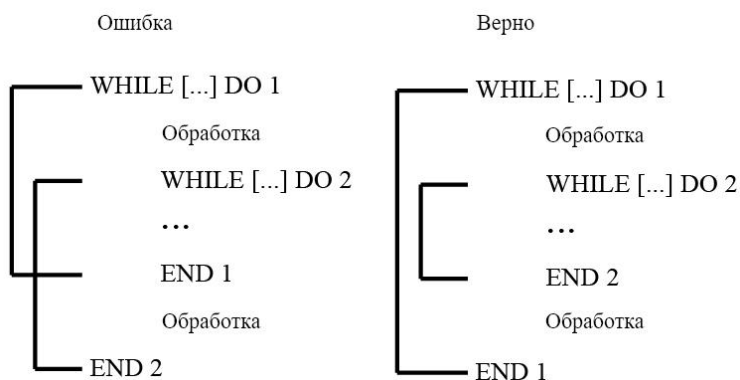 Ошибка
WHILE [...] DO 1
Обработка
WHILE [...] DO 2
...
END 1
Обработка
END 2
Верно
WHILE [...] DO 1
Обработка
WHILE [...] DO 2
...
END 2
Обработка
END 1